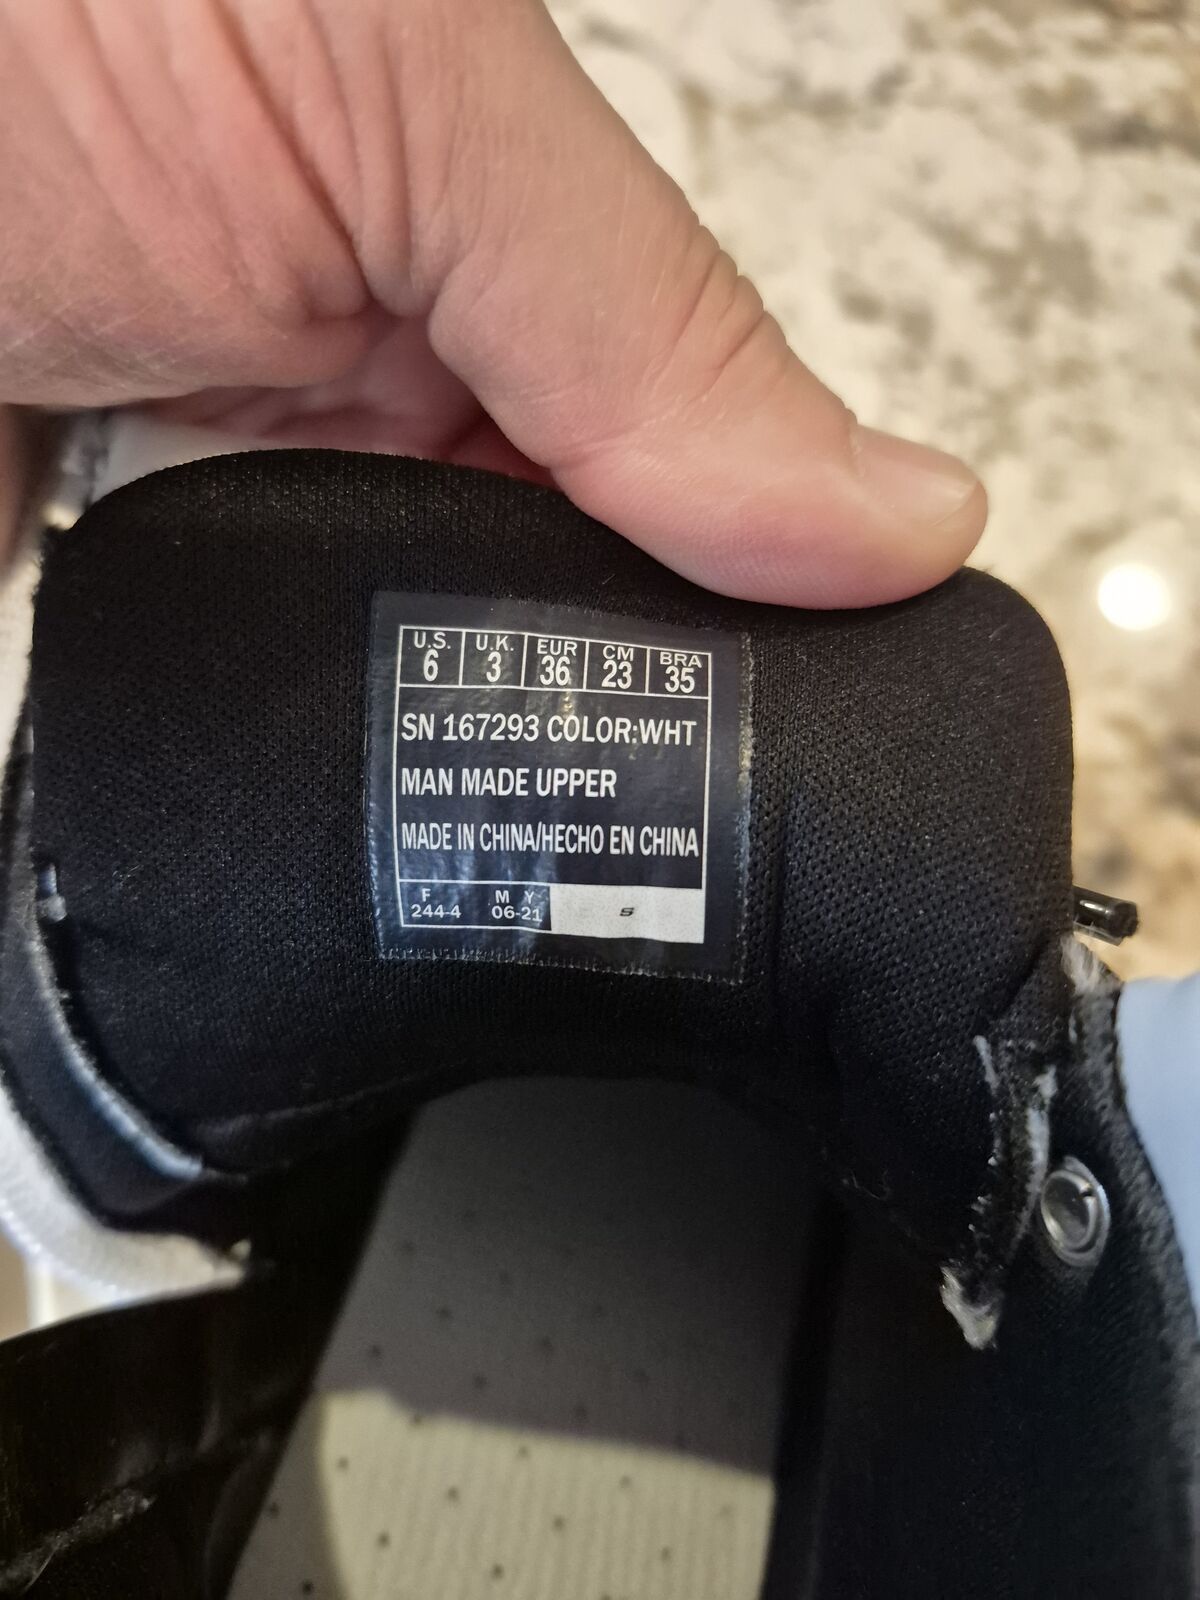 U.S. U.K. EUR CM BRA
6 3 36 23 35
SN 167293 COLOR:WHT
MAN MADE UPPER
MADE IN CHINA/HECHO EN CHINA
F M Y
244-4 06-21
S